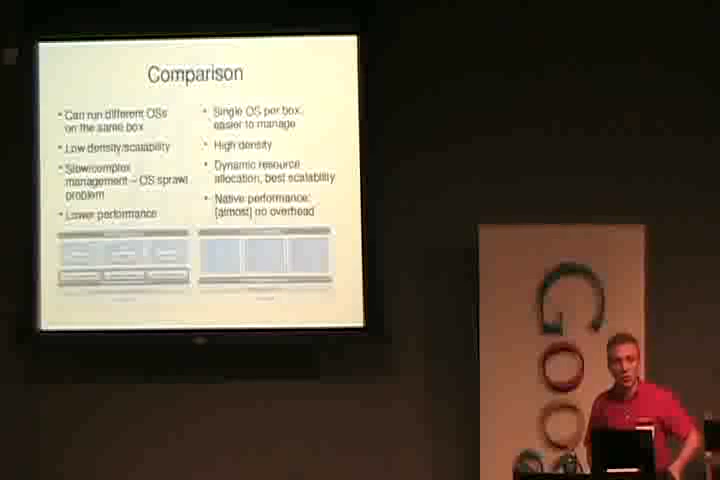 Comparison
• Can run different OSs
on the same box
• Low density/scalability
• Slow/complex
management – OS sprawl
problem
• Lower performance
• Single OS per box,
easier to manage
• High density
• Dynamic resource
allocation, best scalability
• Native performance:
[almost] no overhead
Goo